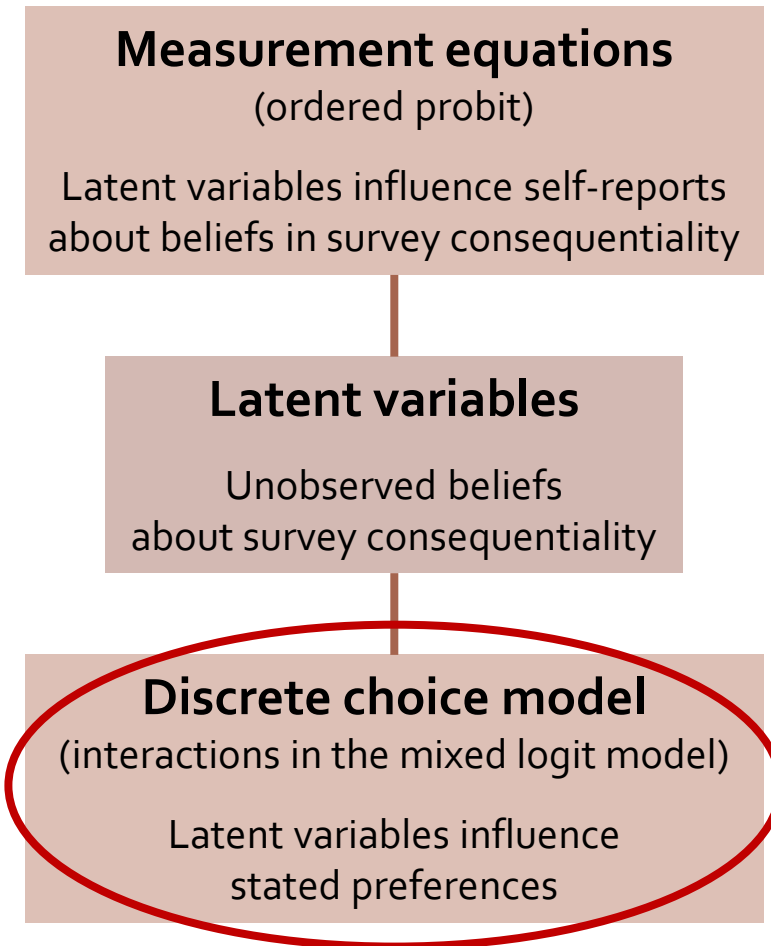 Measurement equations
(ordered probit)
Latent variables influence self-reports
about beliefs in survey consequentiality
Latent variables
Unobserved beliefs
about survey consequentiality
Discrete choice model
(interactions in the mixed logit model)
Latent variables influence
stated preferences